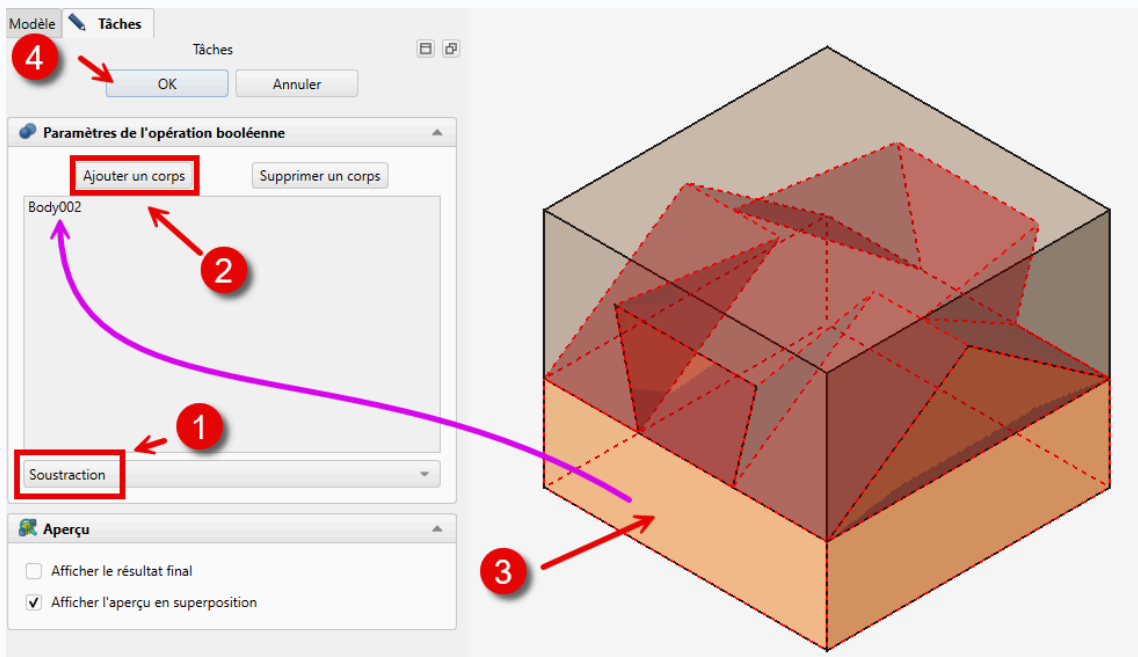 Modèle Tâches
Tâches
4
OK Annuler
Paramètres de l'opération booléenne
Ajouter un corps Supprimer un corps
Body002
2
1
Soustraction
3
Aperçu
Afficher le résultat final
Afficher l'aperçu en superposition